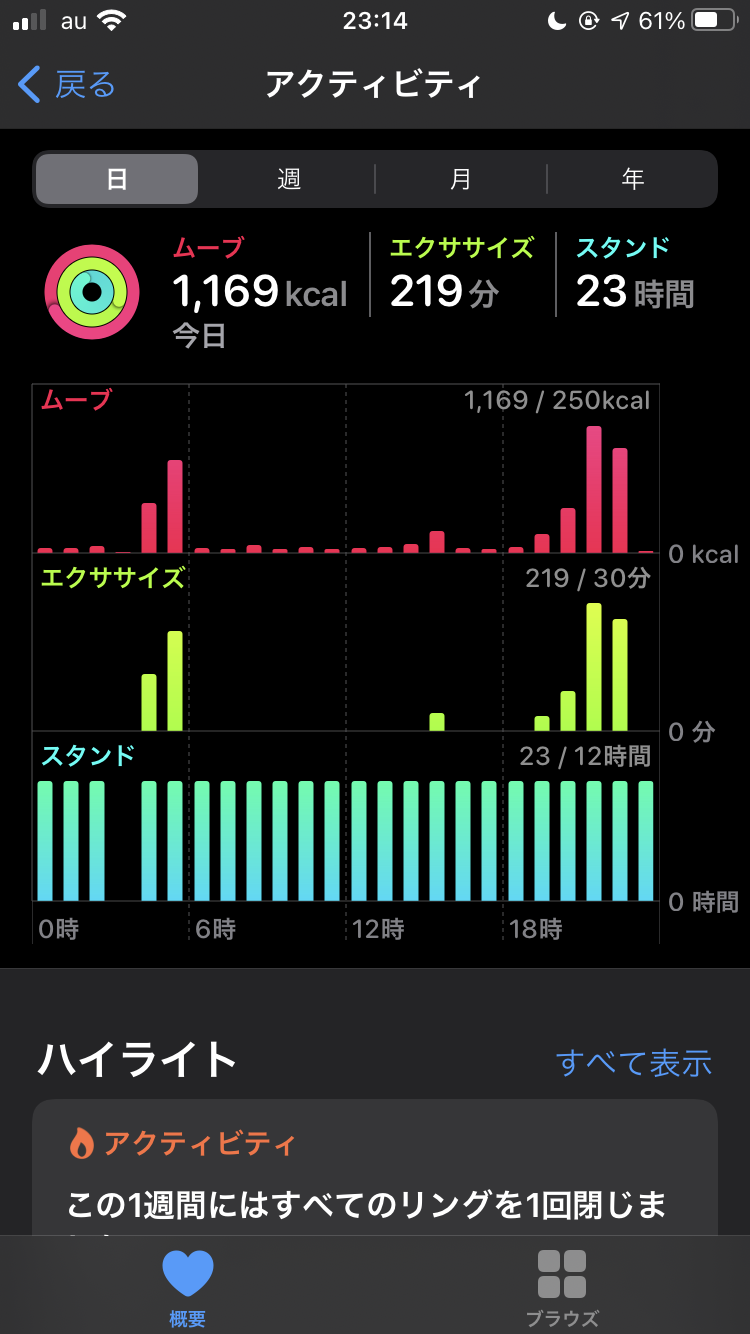 au 23:14 61%
戻る アクティビティ
日 週 月 年
ムーブ エクササイズ スタンド
1,169kcal 219分 23時間
今日
ムーブ 1,169 / 250kcal
0 kcal
エクササイズ 219 / 30分
0 分
スタンド 23 / 12時間
0 時間
0時 6時 12時 18時
ハイライト すべて表示
アクティビティ
この1週間にはすべてのリングを1回閉じま
概要 ブラウズ